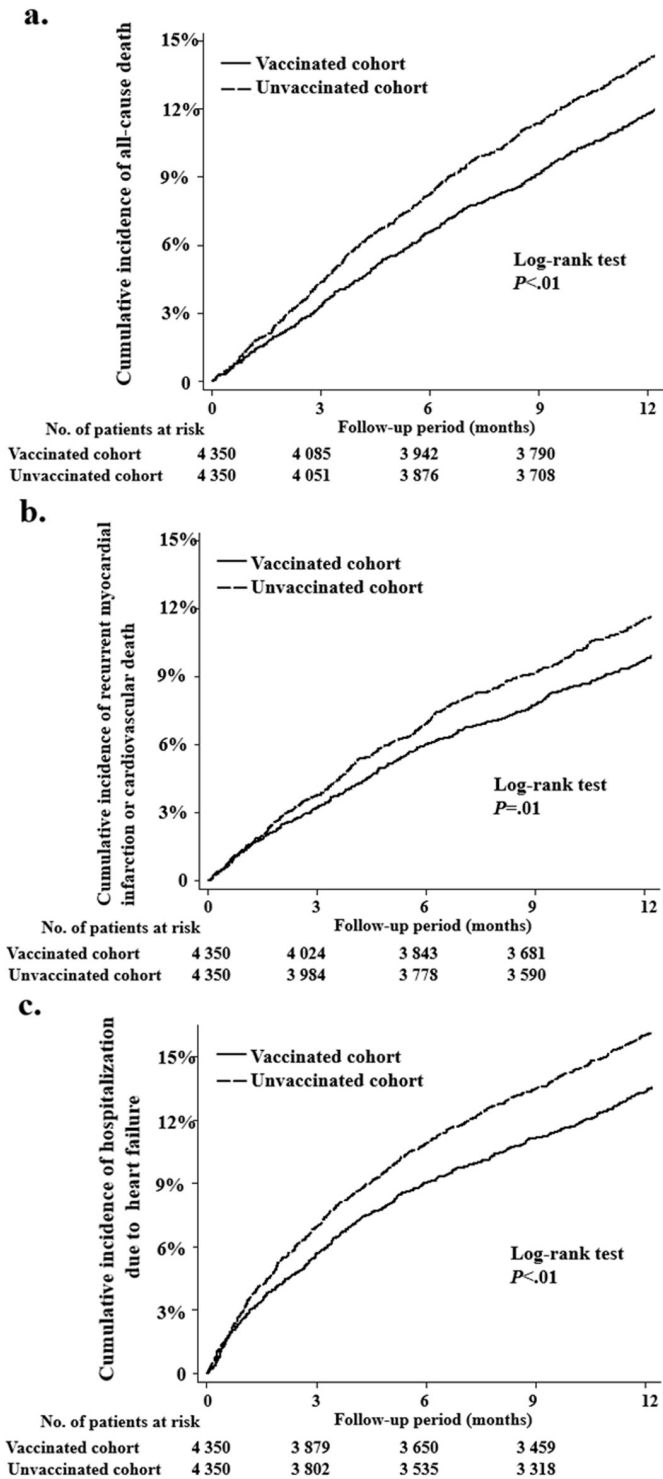 a.
15%
12%
9%
6%
3%
0
Cumulative incidence of all-cause death
Vaccinated cohort
Unvaccinated cohort
Log-rank test
P<.01
0 3 6 9 12
No. of patients at risk Follow-up period (months)
Vaccinated cohort 4 350 4 085 3 942 3 790
Unvaccinated cohort 4 350 4 051 3 876 3 708
b.
15%
12%
9%
6%
3%
0
Cumulative incidence of recurrent myocardial
infarction or cardiovascular death
Vaccinated cohort
Unvaccinated cohort
Log-rank test
P=.01
0 3 6 9 12
No. of patients at risk Follow-up period (months)
Vaccinated cohort 4 350 4 024 3 843 3 681
Unvaccinated cohort 4 350 3 984 3 778 3 590
c.
15%
12%
9%
6%
3%
0
Cumulative incidence of hospitalization
due to heart failure
Vaccinated cohort
Unvaccinated cohort
Log-rank test
P<.01
0 3 6 9 12
No. of patients at risk Follow-up period (months)
Vaccinated cohort 4 350 3 879 3 650 3 459
Unvaccinated cohort 4 350 3 802 3 535 3 318